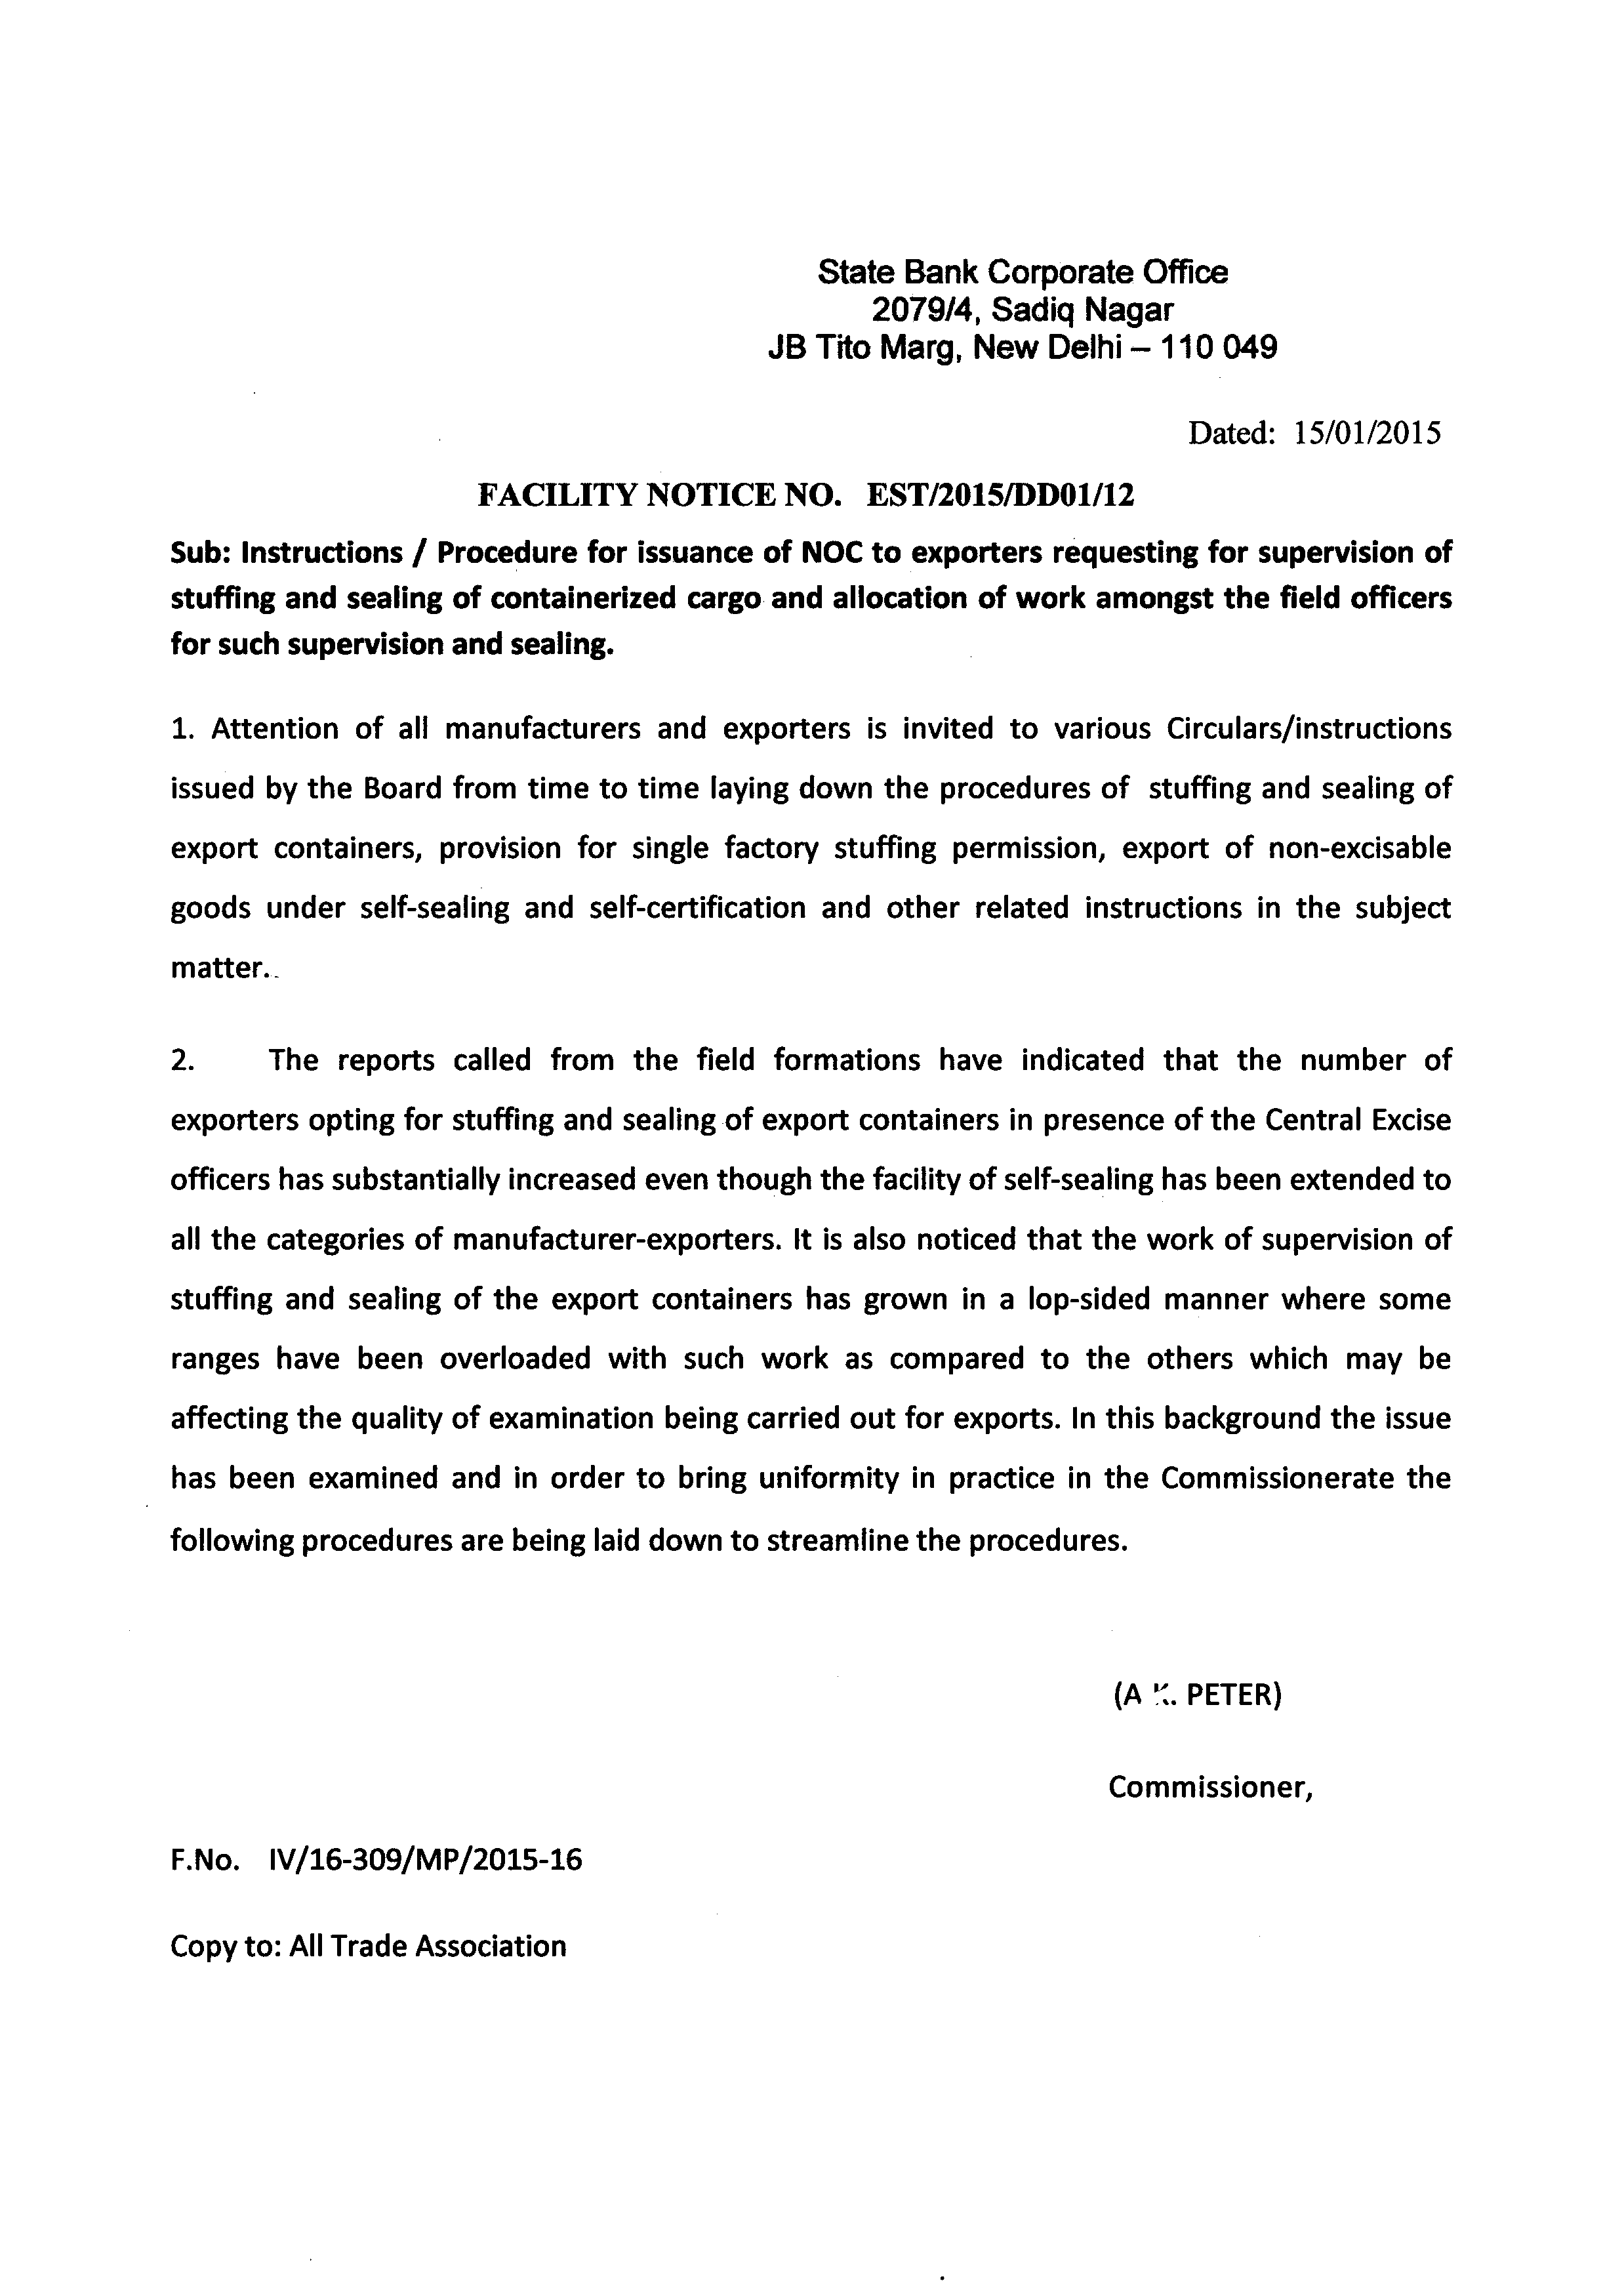 State Bank Corporate Office
2079/4, Sadiq Nagar
JB Tito Marg, New Delhi – 110 049
Dated: 15/01/2015
FACILITY NOTICE NO. EST/2015/DD01/12
Sub: Instructions / Procedure for issuance of NOC to exporters requesting for supervision of
stuffing and sealing of containerized cargo and allocation of work amongst the field officers
for such supervision and sealing.
1. Attention of all manufacturers and exporters is invited to various Circulars/instructions
issued by the Board from time to time laying down the procedures of stuffing and sealing of
export containers, provision for single factory stuffing permission, export of non-excisable
goods under self-sealing and self-certification and other related instructions in the subject
matter..
2. The reports called from the field formations have indicated that the number of
exporters opting for stuffing and sealing of export containers in presence of the Central Excise
officers has substantially increased even though the facility of self-sealing has been extended to
all the categories of manufacturer-exporters. It is also noticed that the work of supervision of
stuffing and sealing of the export containers has grown in a lop-sided manner where some
ranges have been overloaded with such work as compared to the others which may be
affecting the quality of examination being carried out for exports. In this background the issue
has been examined and in order to bring uniformity in practice in the Commissionerate the
following procedures are being laid down to streamline the procedures.
(A K. PETER)
Commissioner,
F.No. IV/16-309/MP/2015-16
Copy to: All Trade Association